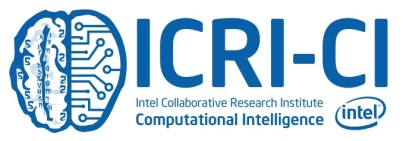 ICRI-CI
Intel Collaborative Research Institute
Computational Intelligence
intel